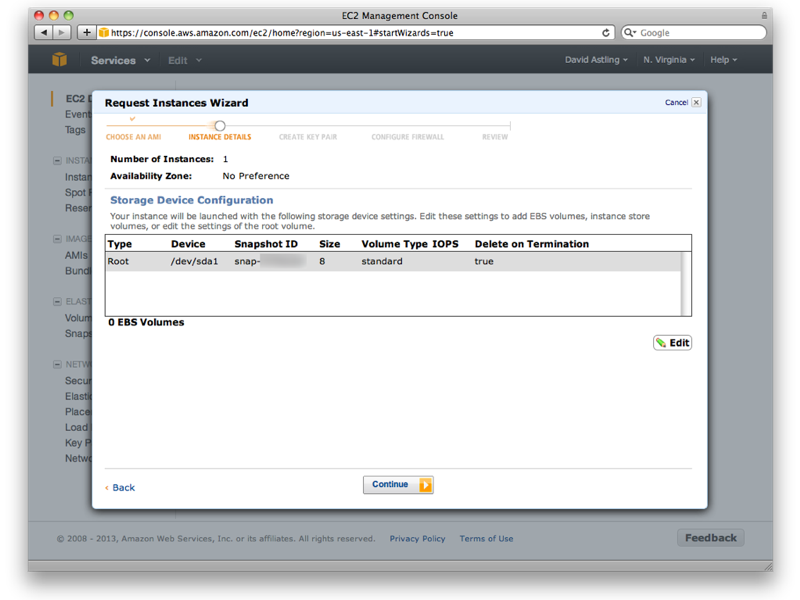 EC2 Management Console
https://console.aws.amazon.com/ec2/home?region=us-east-1#startWizards=true
Google
Services Edit David Astling N. Virginia Help
EC2 D
Event
Tags
INSTA
Instan
Spot R
Reser
IMAGE
AMIs
Bundl
ELAST
Volum
Snaps
NETW
Secur
Elastic
Place
Load
Key P
Netwo
Request Instances Wizard
Cancel
CHOOSE AN AMI INSTANCE DETAILS CREATE KEY PAIR CONFIGURE FIREWALL REVIEW
Number of Instances: 1
Availability Zone: No Preference
Storage Device Configuration
Your instance will be launched with the following storage device settings. Edit these settings to add EBS volumes, instance store
volumes, or edit the settings of the root volume.
Type Device Snapshot ID Size Volume Type IOPS Delete on Termination
Root /dev/sda1 snap- 8 standard true
0 EBS Volumes
Edit
< Back
Continue
© 2008 - 2013, Amazon Web Services, Inc. or its affiliates. All rights reserved. Privacy Policy Terms of Use
Feedback